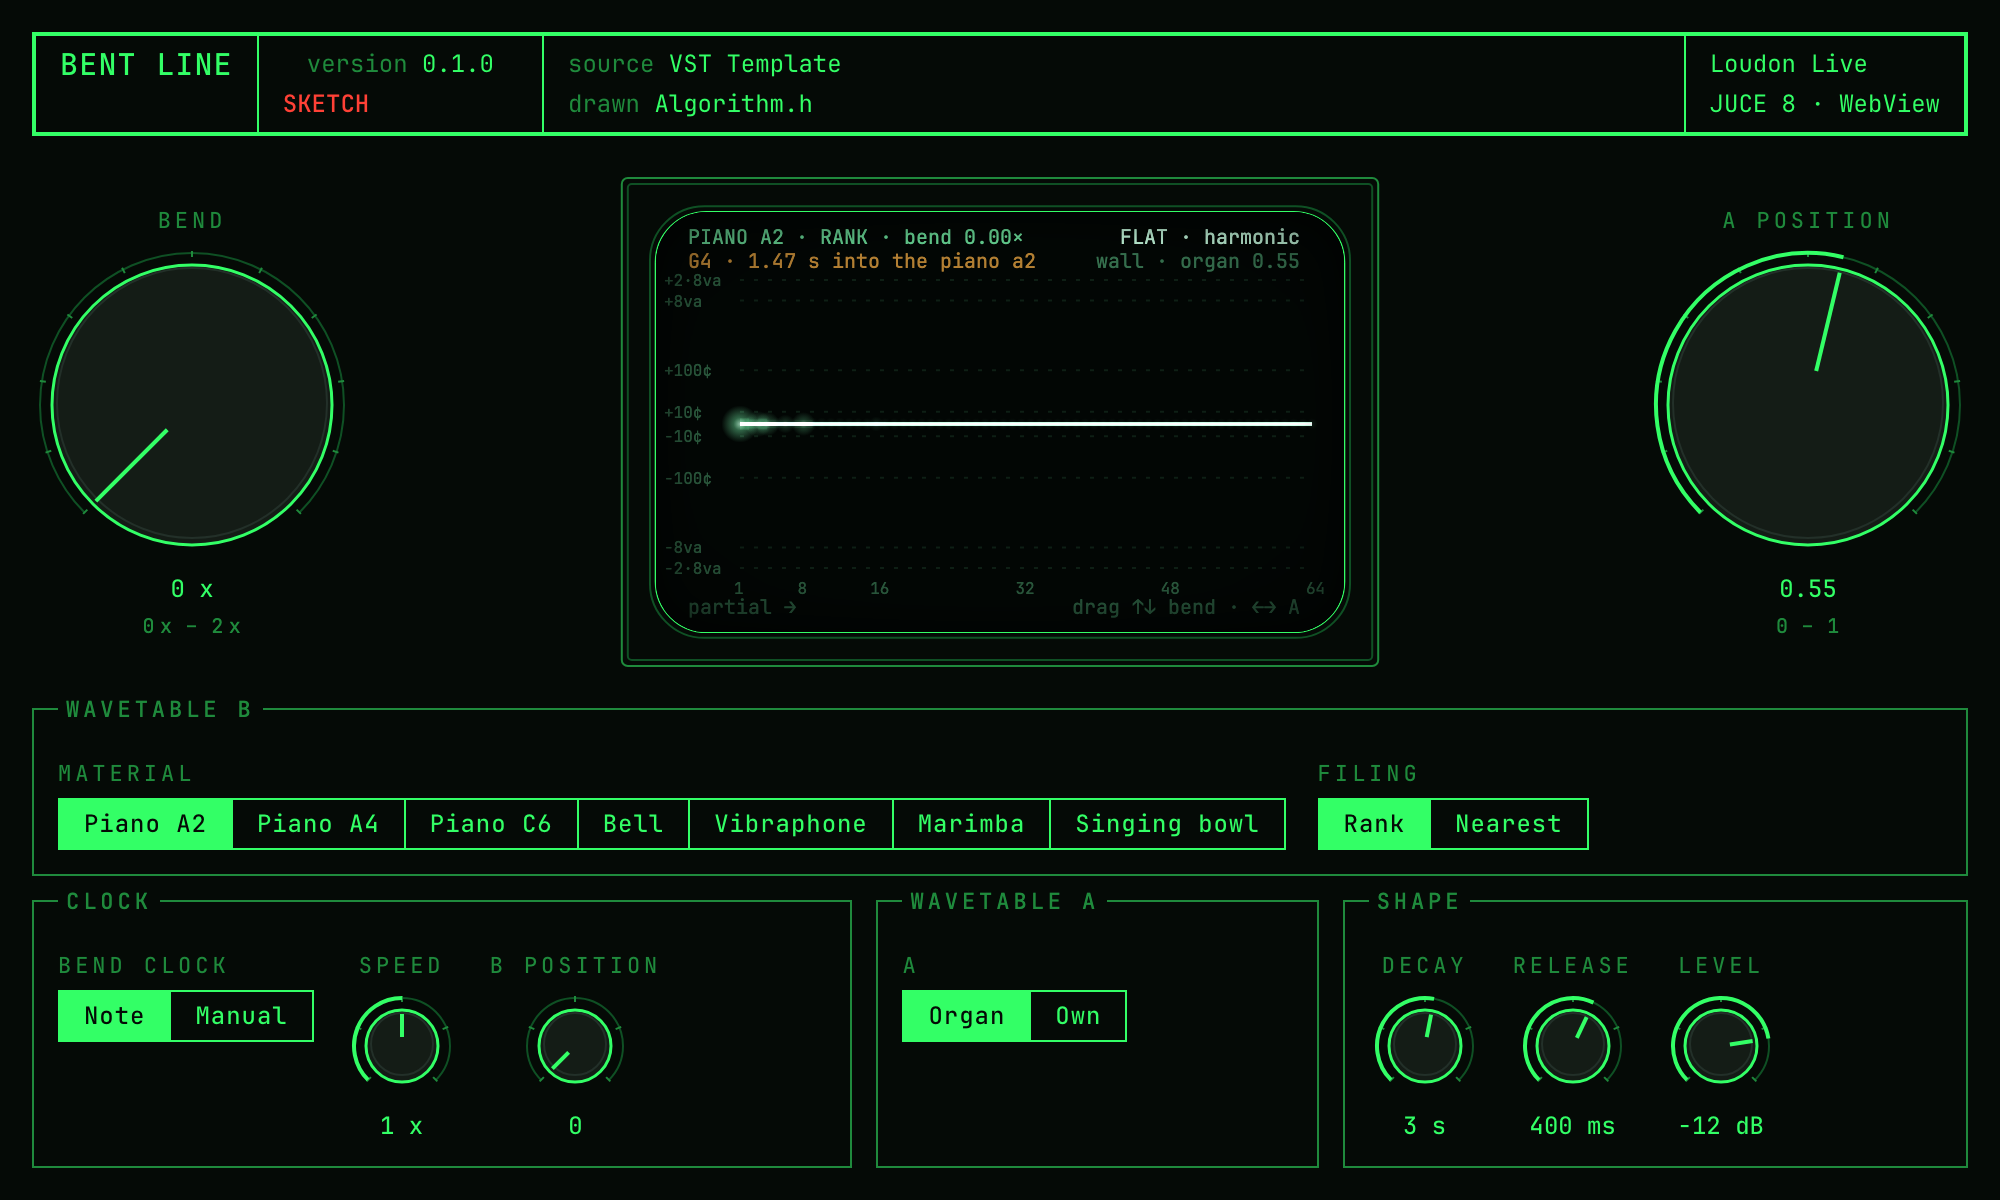 BENT LINE
version 0.1.0
SKETCH
source VST Template
drawn Algorithm.h
Loudon Live
JUCE 8 · WebView
BEND
0 x
0x – 2x
PIANO A2 · RANK · bend 0.00×
FLAT · harmonic
G4 · 1.47 s into the piano a2
wall · organ 0.55
+2·8va
+8va
+100¢
+10¢
-10¢
-100¢
-8va
-2·8va
1 8 16 32 48 64
partial →
drag ↑↓ bend · ←→ A
A POSITION
0.55
0 – 1
WAVETABLE B
MATERIAL
Piano A2 Piano A4 Piano C6 Bell Vibraphone Marimba Singing bowl
FILING
Rank Nearest
CLOCK
BEND CLOCK
Note Manual
SPEED
1 x
B POSITION
0
WAVETABLE A
A
Organ Own
SHAPE
DECAY
3 s
RELEASE
400 ms
LEVEL
-12 dB